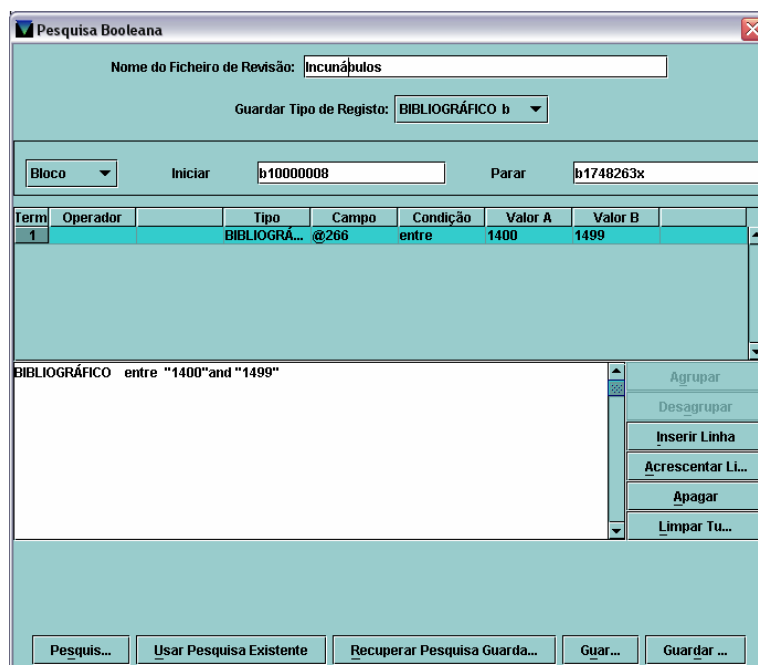 Pesquisa Booleana
Nome do Ficheiro de Revisão: Incunábulos
Guardar Tipo de Registo: BIBLIOGRÁFICO b
Bloco Iniciar b10000008 Parar b1748263x
Term Operador Tipo Campo Condição Valor A Valor B
1 BIBLIOGRÁ... @266 entre 1400 1499
BIBLIOGRÁFICO entre "1400"and "1499"
Agrupar
Desagrupar
Inserir Linha
Acrescentar Li...
Apagar
Limpar Tu...
Pesquis... Usar Pesquisa Existente Recuperar Pesquisa Guarda... Guar... Guardar ...